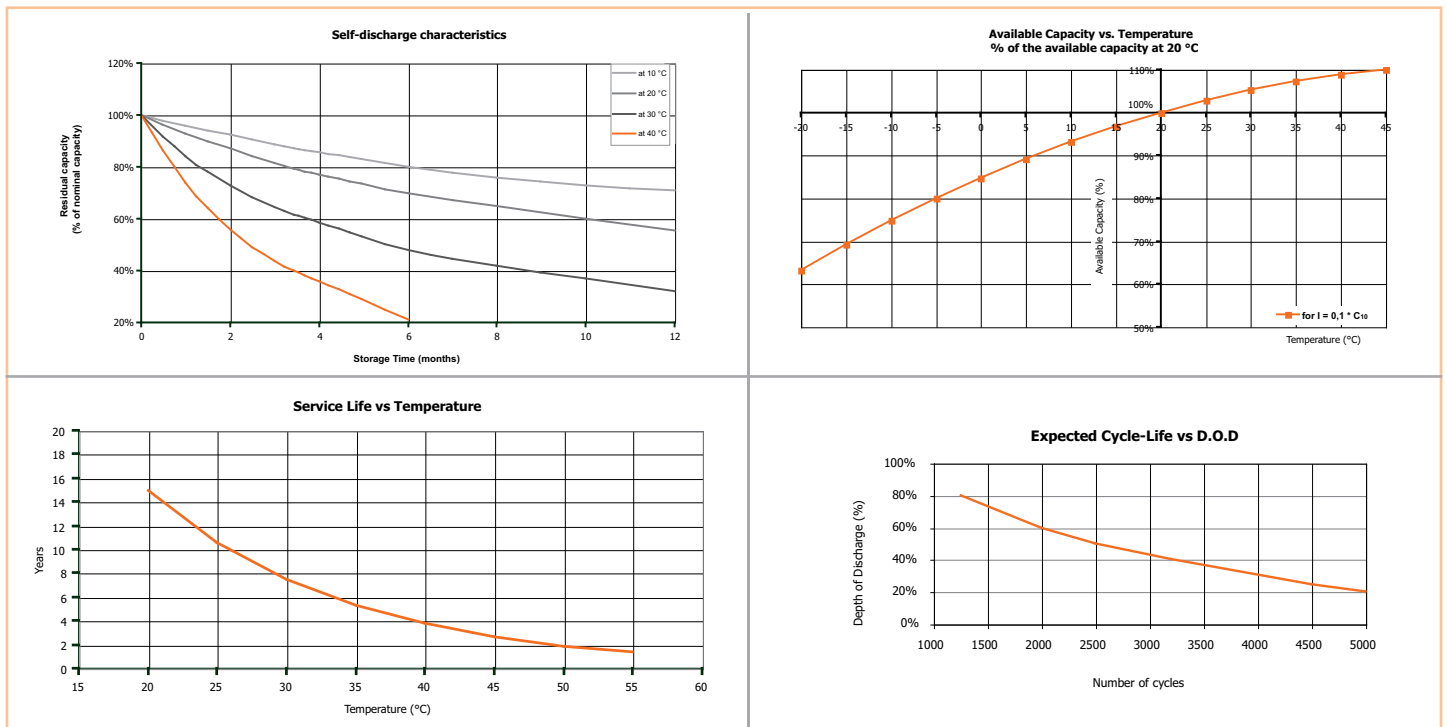 Self-discharge characteristics
120%
100%
80%
60%
40%
20%
0 2 4 6 8 10 12
Residual capacity
(% of nominal capacity)
Storage Time (months)
at 10 °C
at 20 °C
at 30 °C
at 40 °C
Available Capacity vs. Temperature
% of the available capacity at 20 °C
110%
100%
-20 -15 -10 -5 0 5 10 15 20 25 30 35 40 45
90%
80%
70%
60%
50%
Available Capacity (%)
for I = 0,1 * C₁₀
Temperature (°C)
Service Life vs Temperature
20
18
16
14
12
10
8
6
4
2
0
15 20 25 30 35 40 45 50 55 60
Years
Temperature (°C)
Expected Cycle-Life vs D.O.D
100%
80%
60%
40%
20%
0%
1000 1500 2000 2500 3000 3500 4000 4500 5000
Depth of Discharge (%)
Number of cycles